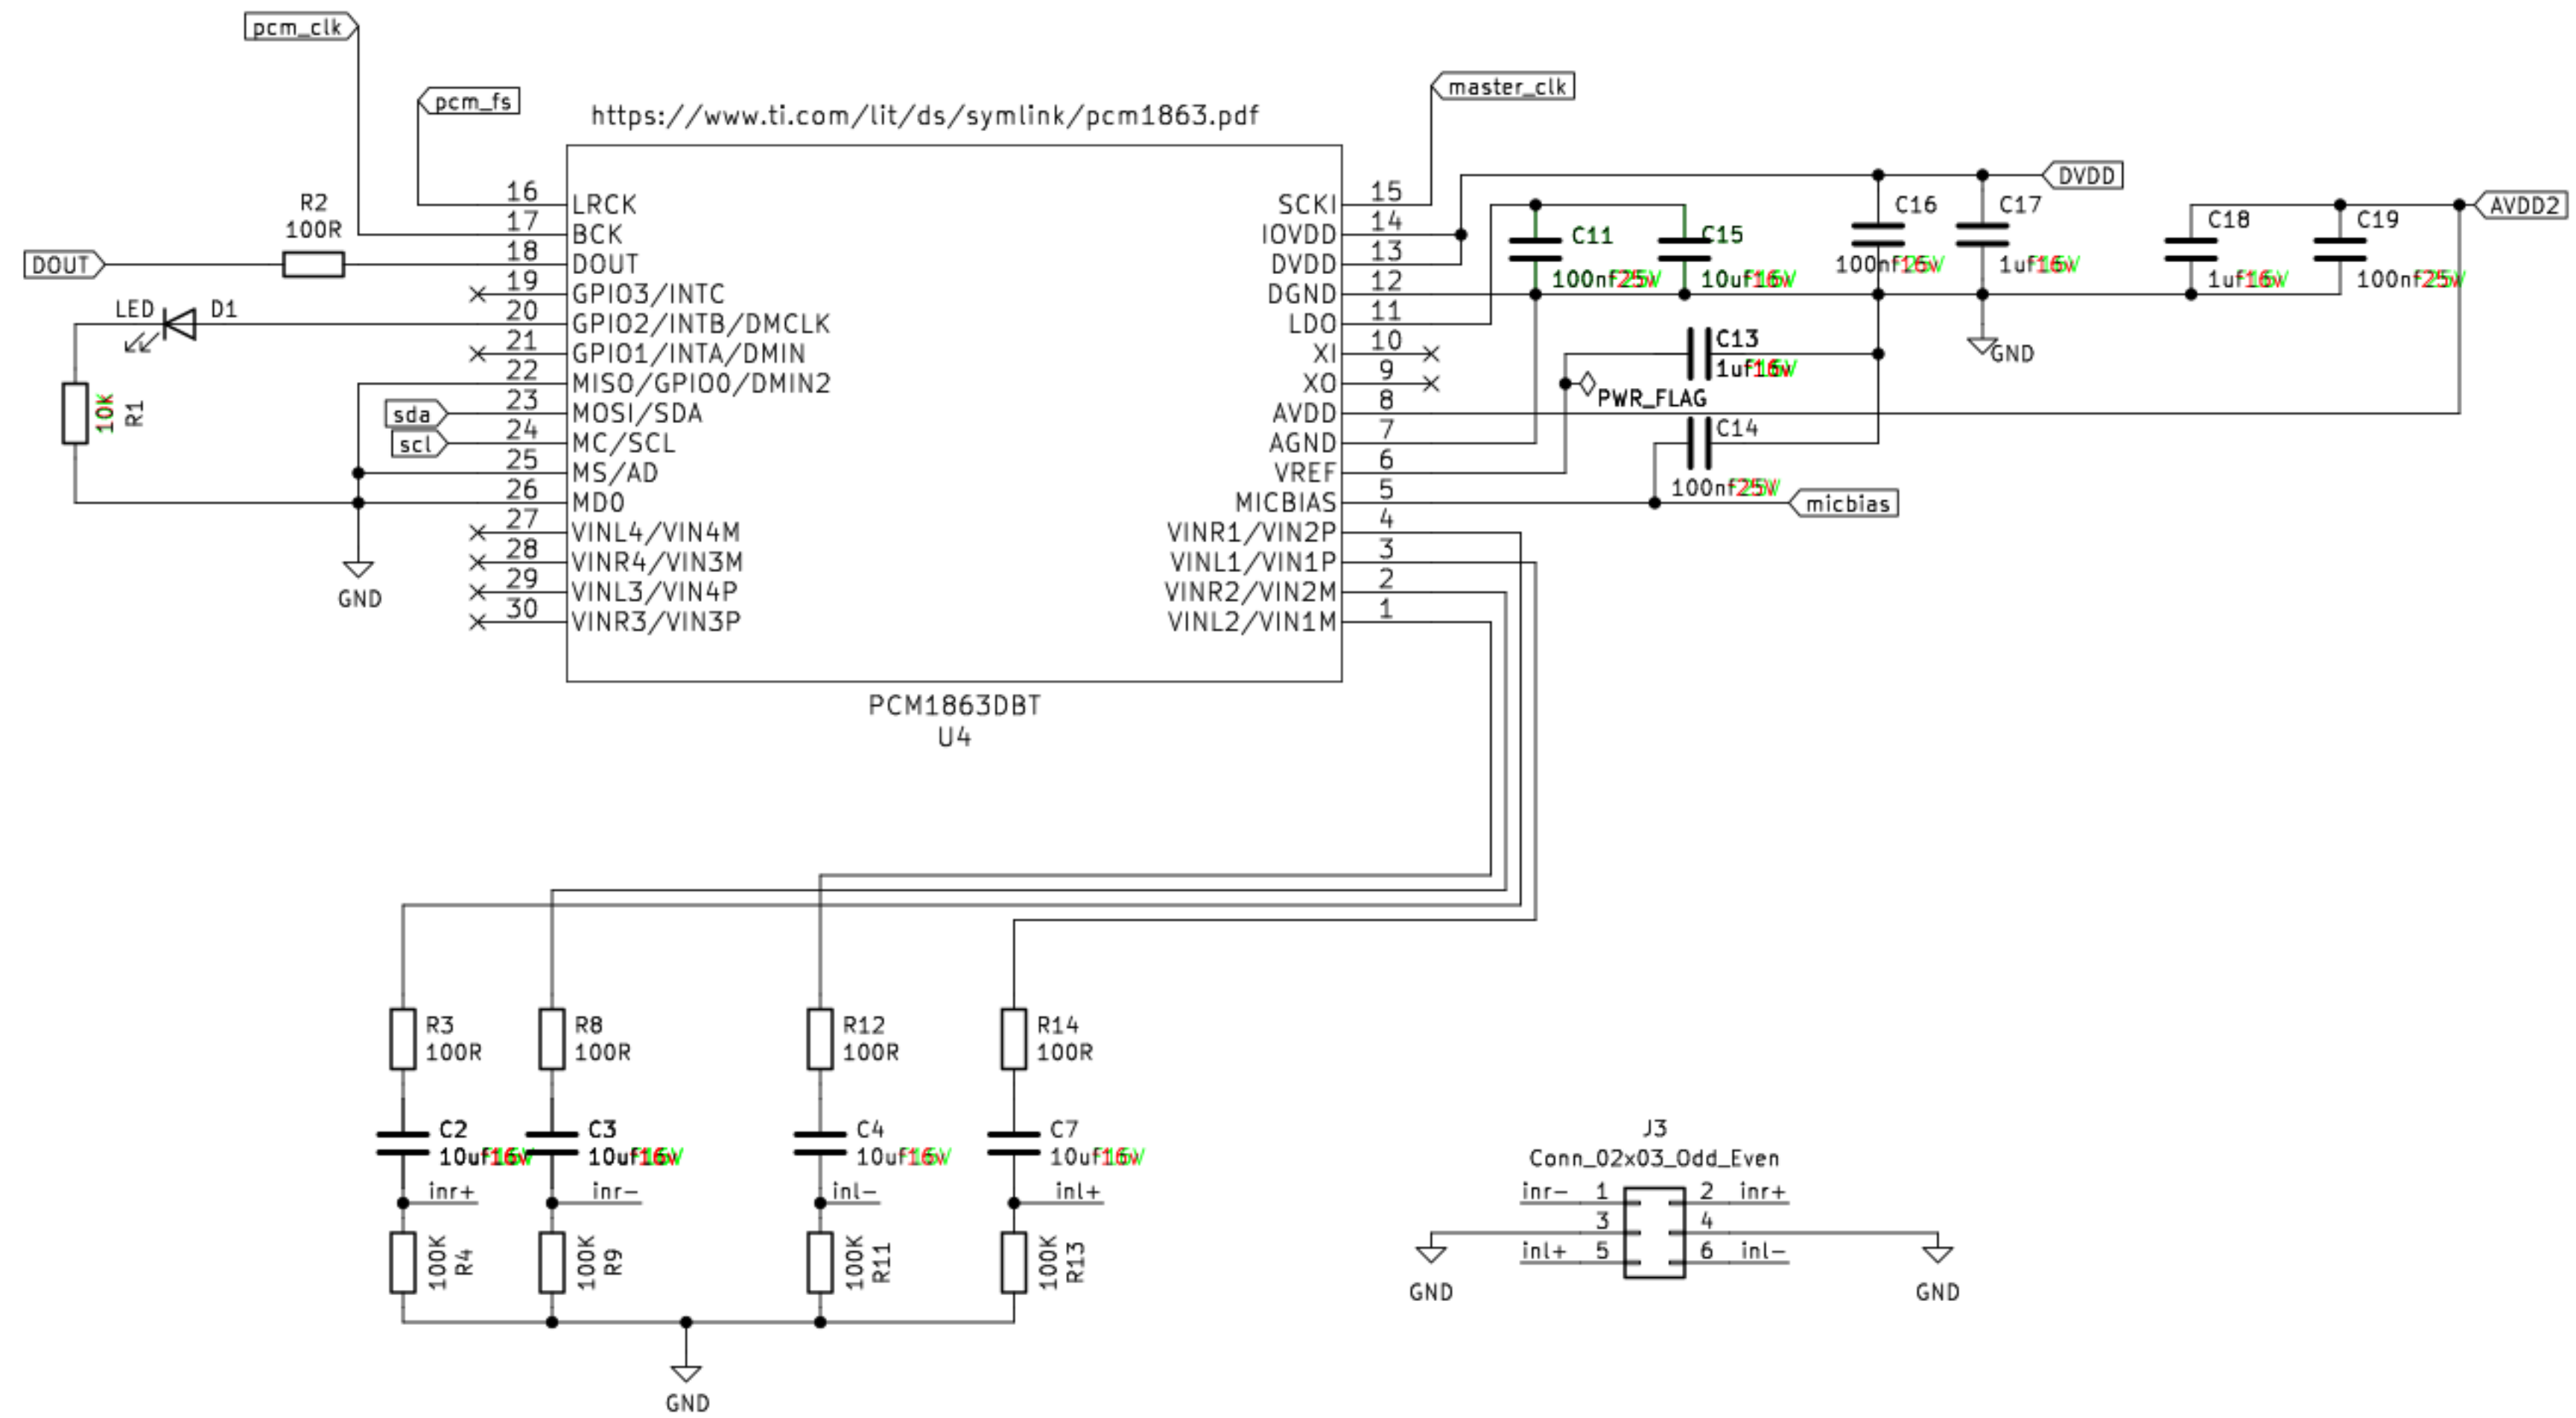 pcm_clk
pcm_fs
master_clk
https://www.ti.com/lit/ds/symlink/pcm1863.pdf
DVDD
AVDD2
R2
100R
DOUT
LED
D1
10K
R1
sda
scl
GND
16 LRCK
17 BCK
18 DOUT
19 GPIO3/INTC
20 GPIO2/INTB/DMCLK
21 GPIO1/INTA/DMIN
22 MISO/GPIO0/DMIN2
23 MOSI/SDA
24 MC/SCL
25 MS/AD
26 MD0
27 VINL4/VIN4M
28 VINR4/VIN3M
29 VINL3/VIN4P
30 VINR3/VIN3P
SCKI 15
IOVDD 14
DVDD 13
DGND 12
LDO 11
XI 10
XO 9
AVDD 8
AGND 7
VREF 6
MICBIAS 5
VINR1/VIN2P 4
VINL1/VIN1P 3
VINR2/VIN2M 2
VINL2/VIN1M 1
PCM1863DBT
U4
C11
100nf25V
C15
10uf16v
C16
100nf16v
C17
1uf16v
C18
1uf16v
C19
100nf25V
GND
C13
1uf16v
PWR_FLAG
C14
100nf25V
micbias
R3
100R
R8
100R
R12
100R
R14
100R
C2
10uf16v
C3
10uf16v
C4
10uf16v
C7
10uf16v
inr+
inr-
inl-
inl+
100K
R4
100K
R9
100K
R11
100K
R13
GND
J3
Conn_02x03_Odd_Even
inr- 1 2 inr+
3 4
inl+ 5 6 inl-
GND
GND